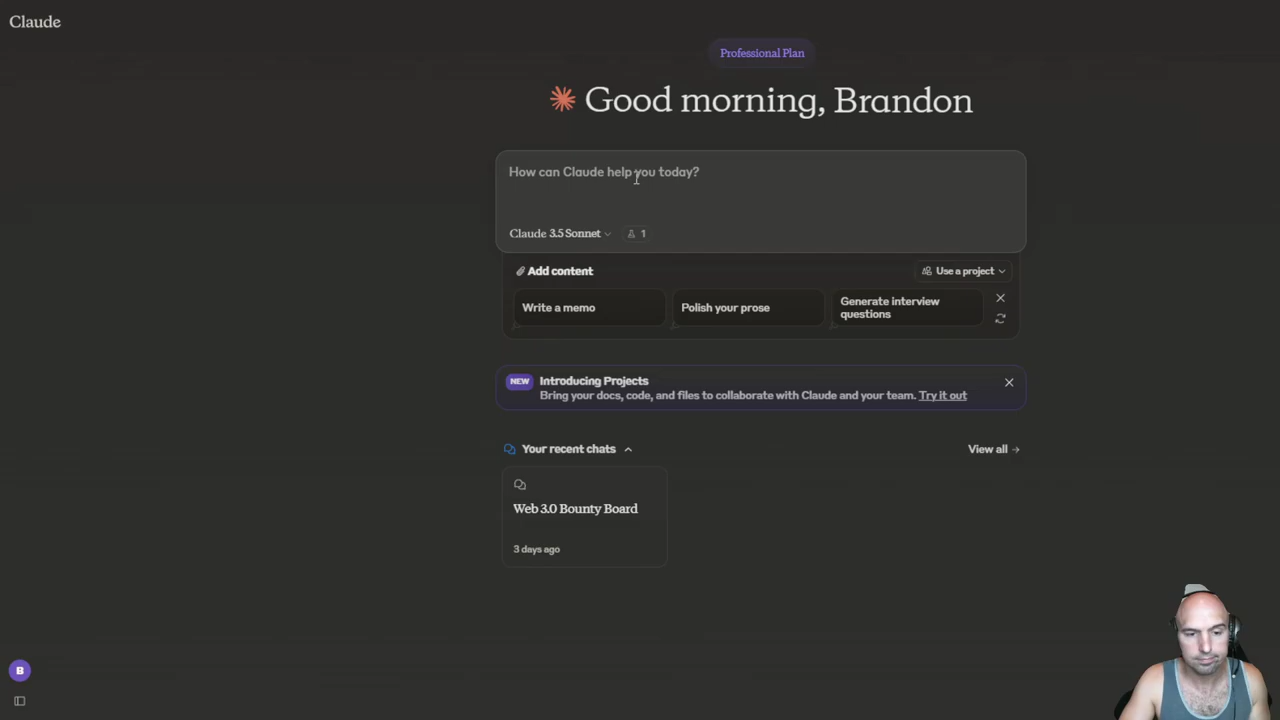 Claude
Professional Plan
Good morning, Brandon
How can Claude help you today?
Claude 3.5 Sonnet 1
Add content Use a project
Write a memo
Polish your prose
Generate interview
questions
NEW Introducing Projects
Bring your docs, code, and files to collaborate with Claude and your team. Try it out
Your recent chats View all →
Web 3.0 Bounty Board
3 days ago
B